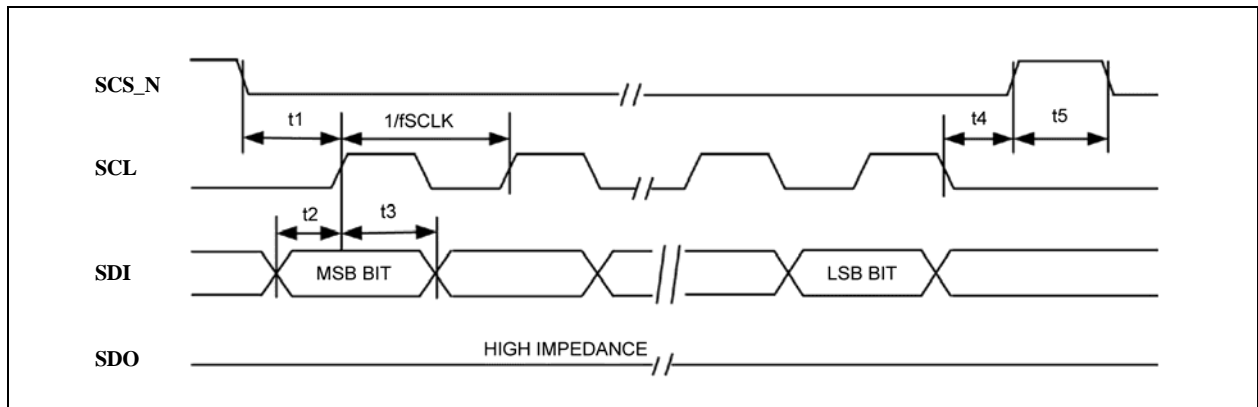 SCS_N
t1
1/fSCLK
t4
t5
SCL
t2
t3
SDI
MSB BIT
LSB BIT
SDO
HIGH IMPEDANCE